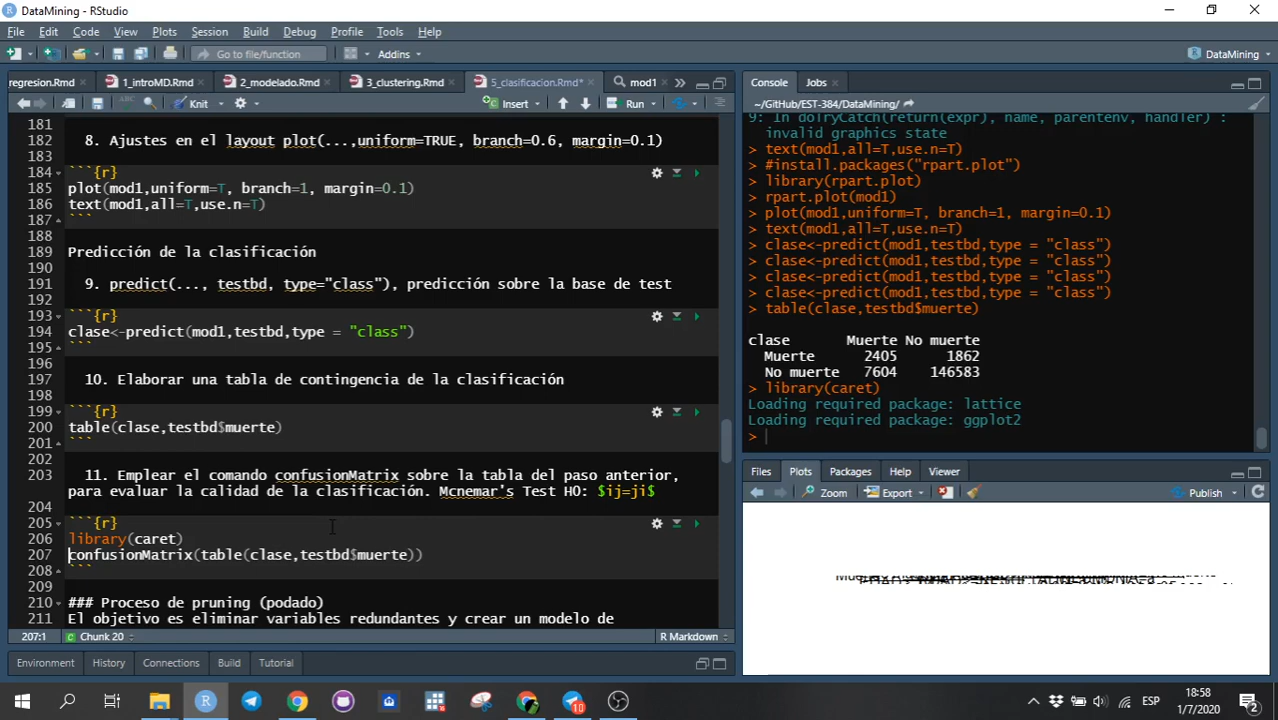 DataMining - RStudio
File Edit Code View Plots Session Build Debug Profile Tools Help
Go to file/function Addins DataMining
regresion.Rmd 1_introMD.Rmd 2_modelado.Rmd 3_clustering.Rmd 5_clasificacion.Rmd* mod1
Knit Insert Run
181
182 8. Ajustes en el layout plot(...,uniform=TRUE, branch=0.6, margin=0.1)
183
184 ```{r}
185 plot(mod1,uniform=T, branch=1, margin=0.1)
186 text(mod1,all=T,use.n=T)
187 ```
188
189 Predicción de la clasificación
190
191 9. predict(..., testbd, type="class"), predicción sobre la base de test
192
193 ```{r}
194 clase<-predict(mod1,testbd,type = "class")
195 ```
196
197 10. Elaborar una tabla de contingencia de la clasificación
198
199 ```{r}
200 table(clase,testbd$muerte)
201 ```
202
203 11. Emplear el comando confusionMatrix sobre la tabla del paso anterior,
para evaluar la calidad de la clasificación. Mcnemar's Test HO: $ij=ji$
204
205 ```{r}
206 library(caret)
207 confusionMatrix(table(clase,testbd$muerte))
208 ```
209
210 ### Proceso de pruning (podado)
211 El objetivo es eliminar variables redundantes y crear un modelo de
207:1 Chunk 20 R Markdown
Environment History Connections Build Tutorial
Console Jobs
~/GitHub/EST-384/DataMining/
9: In doTryCatch(return(expr), name, parentenv, handler) :
invalid graphics state
> text(mod1,all=T,use.n=T)
> #install.packages("rpart.plot")
> library(rpart.plot)
> rpart.plot(mod1)
> plot(mod1,uniform=T, branch=1, margin=0.1)
> text(mod1,all=T,use.n=T)
> clase<-predict(mod1,testbd,type = "class")
> clase<-predict(mod1,testbd,type = "class")
> clase<-predict(mod1,testbd,type = "class")
> clase<-predict(mod1,testbd,type = "class")
> table(clase,testbd$muerte)
clase Muerte No muerte
Muerte 2405 1862
No muerte 7604 146583
> library(caret)
Loading required package: lattice
Loading required package: ggplot2
>
Files Plots Packages Help Viewer
Zoom Export Publish
10 ESP 18:58 1/7/2020 2